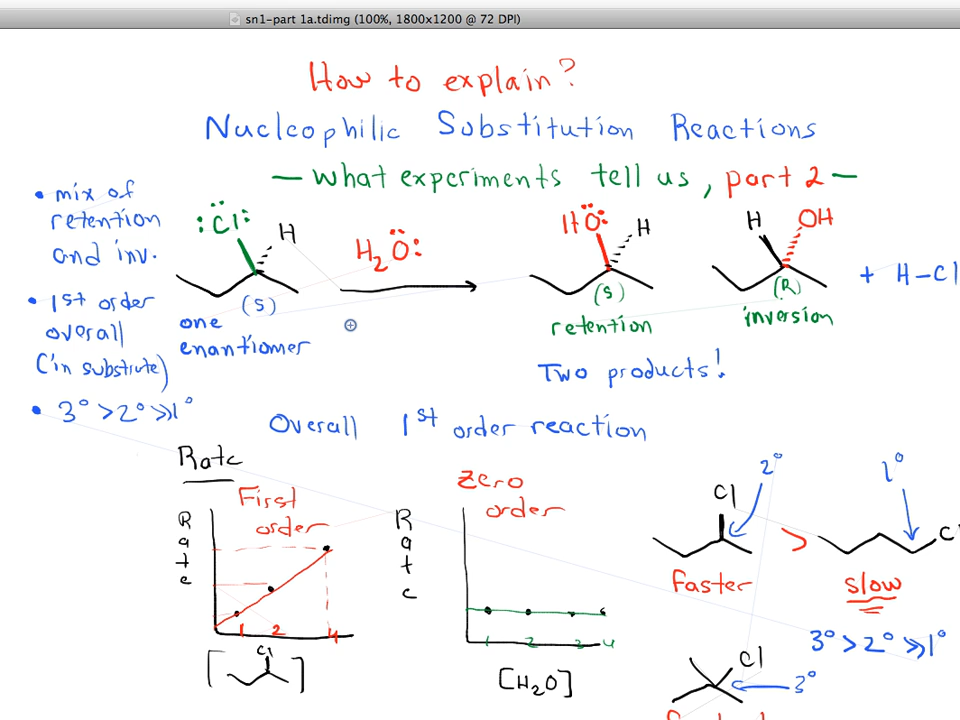 sn1-part 1a.tdimg (100%, 1800x1200 @ 72 DPI)
How to explain?
Nucleophilic Substitution Reactions
— what experiments tell us, part 2 —
• mix of
retention
and inv.
• 1st order
overall
(in substrate)
• 3° > 2° >> 1°
:Cl:
H
(S)
one
enantiomer
H2O:
HO:
H
(S)
retention
H
OH
(R)
inversion
+ H-Cl
Two products!
Overall 1st order reaction
Rate
First
order
Rate
1 2 4
[
Cl
]
Zero
order
Rate
1 2 3 4
[H2O]
2°
Cl
>
1°
Cl
faster
slow
3° > 2° >> 1°
Cl
3°